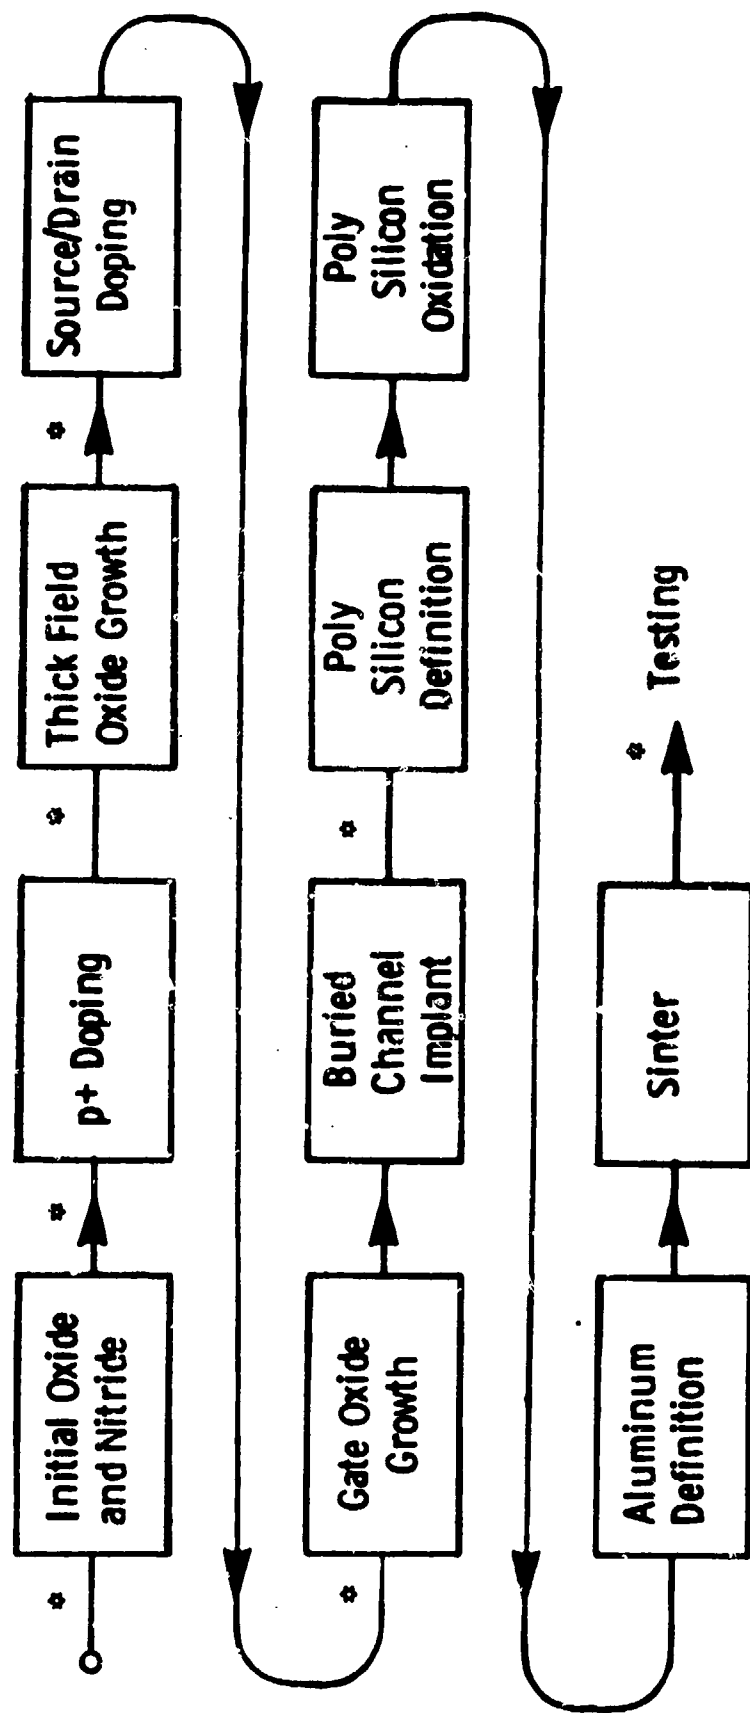 *
Initial Oxide
and Nitride
*
p+ Doping
*
Thick Field
Oxide Growth
*
Source/Drain
Doping
*
Gate Oxide
Growth
Buried
Channel
Implant
*
Poly
Silicon
Definition
Poly
Silicon
Oxidation
Aluminum
Definition
Sinter
*
Testing